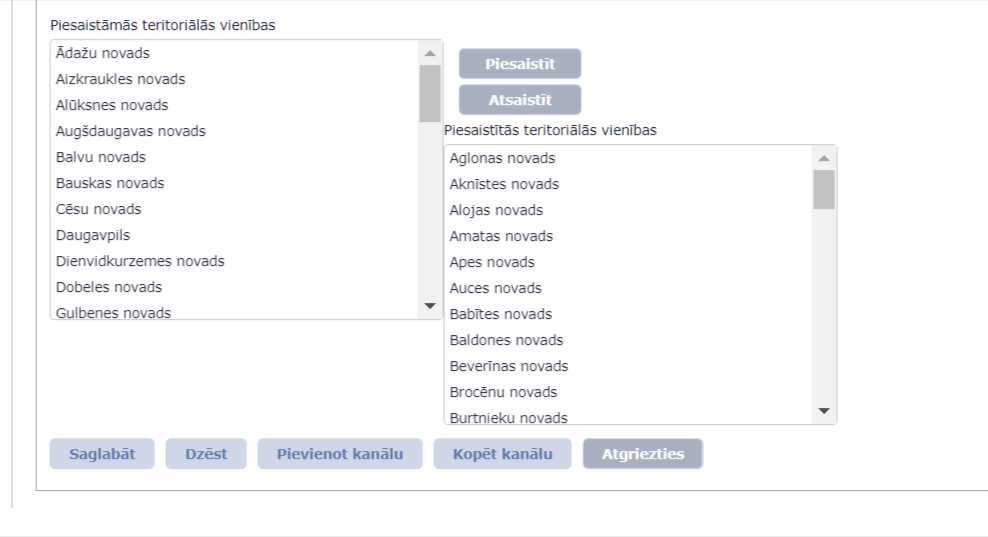 Piesaistāmās teritoriālās vienības
Ādažu novads
Aizkraukles novads
Alūksnes novads
Augšdaugavas novads
Balvu novads
Bauskas novads
Cēsu novads
Daugavpils
Dienvidkurzemes novads
Dobeles novads
Gulbenes novads
Piesaistīt
Atsaistīt
Piesaistītās teritoriālās vienības
Aglonas novads
Aknīstes novads
Alojas novads
Amatas novads
Apes novads
Auces novads
Babītes novads
Baldones novads
Beverīnas novads
Brocēnu novads
Burtnieku novads
Saglabāt Dzēst Pievienot kanālu Kopēt kanālu Atgriezties